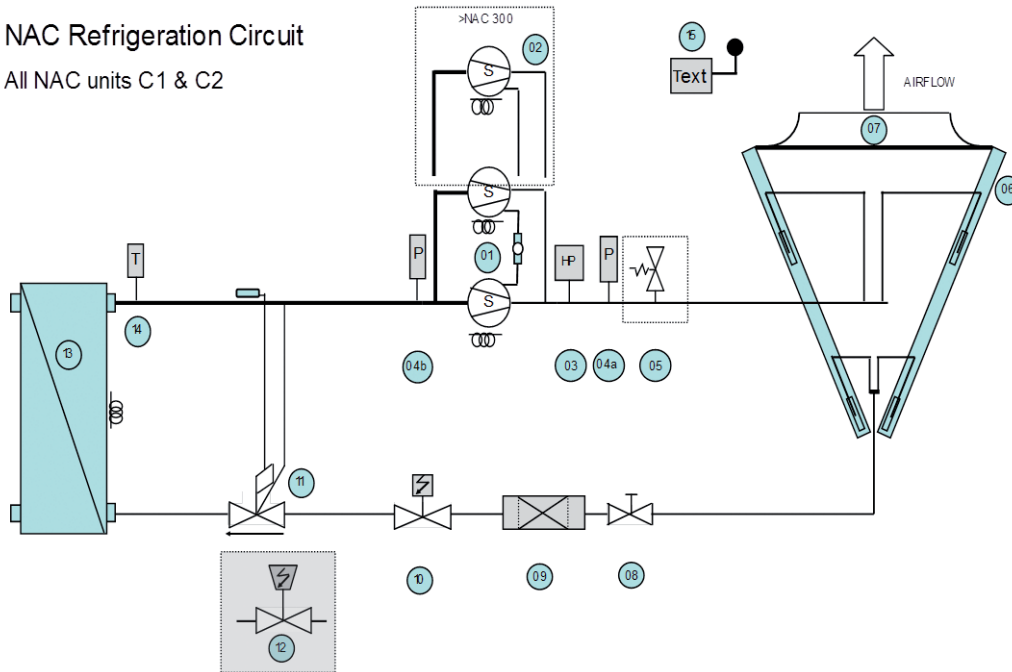 NAC Refrigeration Circuit
All NAC units C1 & C2
>NAC 300
02
S
15
Text
AIRFLOW
07
06
S
01
T
P
HP
P
S
14
13
04b
03
04a
05
11
10
09
08
12